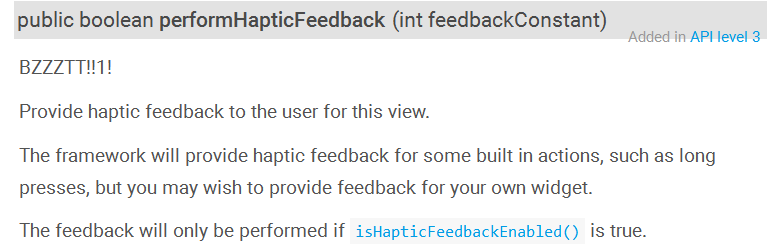 public boolean performHapticFeedback (int feedbackConstant)
Added in API level 3
BZZZTT!!1!
Provide haptic feedback to the user for this view.
The framework will provide haptic feedback for some built in actions, such as long
presses, but you may wish to provide feedback for your own widget.
The feedback will only be performed if isHapticFeedbackEnabled() is true.